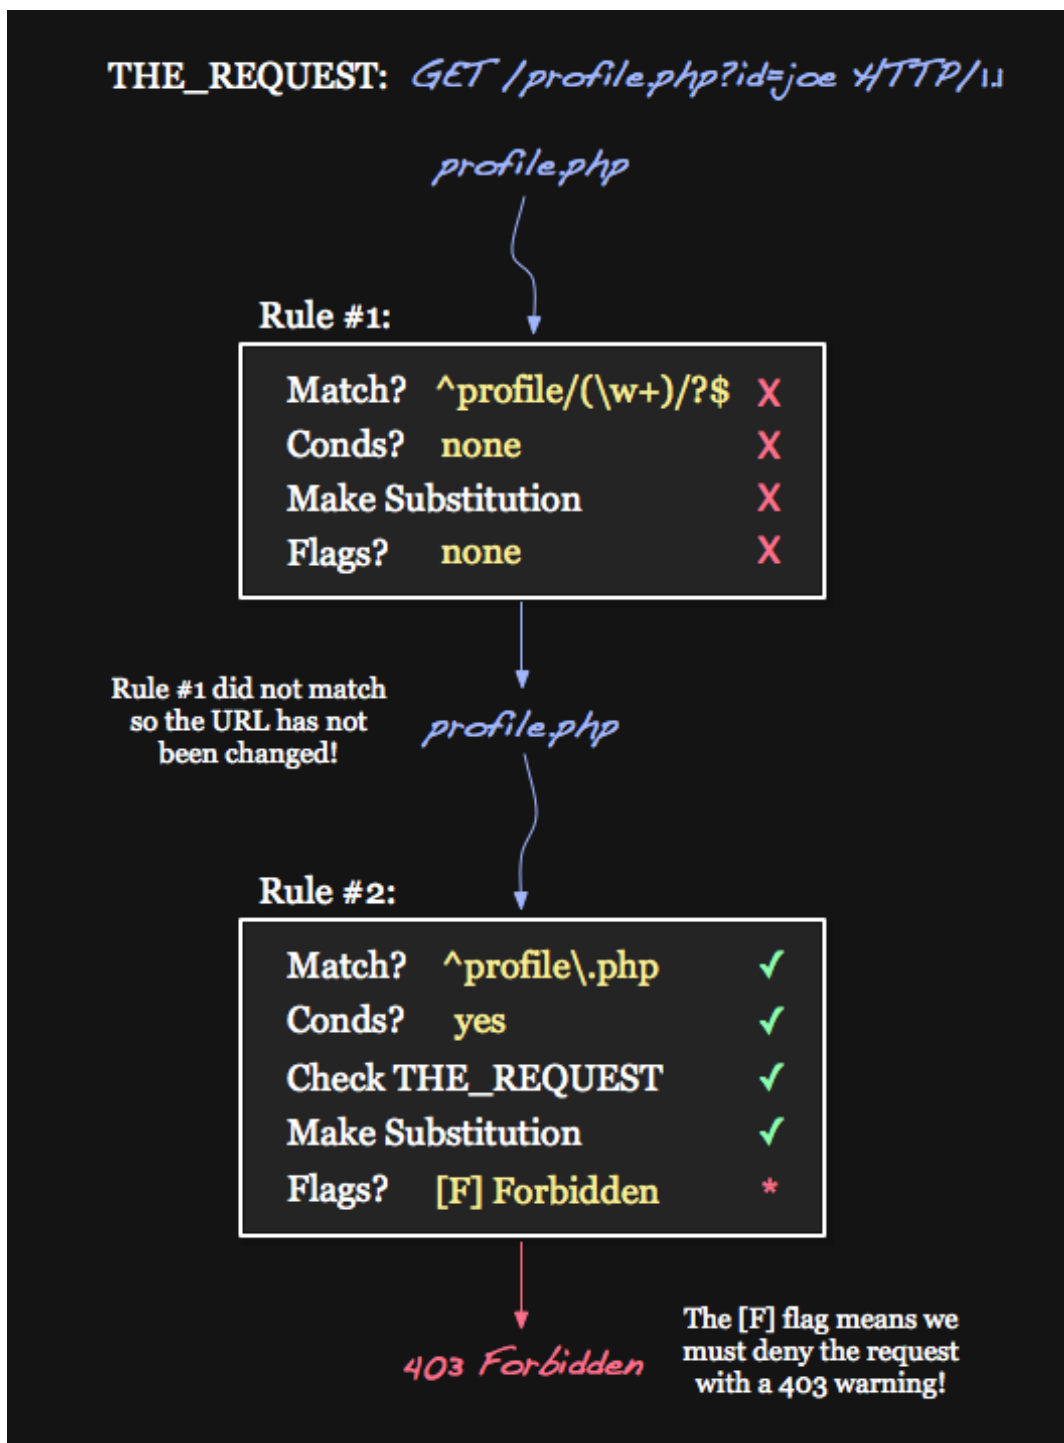 THE_REQUEST: GET /profile.php?id=joe HTTP/1.1
profile.php
Rule #1:
Match? ^profile/(\w+)/?$ X
Conds? none X
Make Substitution X
Flags? none X
Rule #1 did not match
so the URL has not
been changed!
profile.php
Rule #2:
Match? ^profile\.php ✓
Conds? yes ✓
Check THE_REQUEST ✓
Make Substitution ✓
Flags? [F] Forbidden *
403 Forbidden
The [F] flag means we
must deny the request
with a 403 warning!